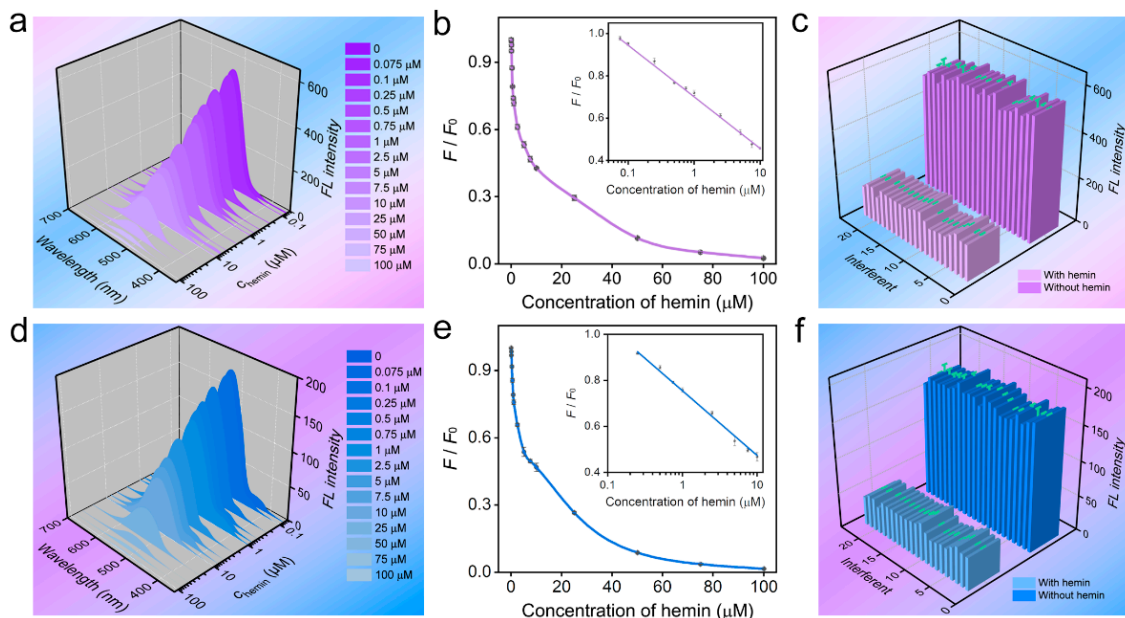 a
0
0.075 μM
0.1 μM
0.25 μM
0.5 μM
0.75 μM
1 μM
2.5 μM
5 μM
7.5 μM
10 μM
25 μM
50 μM
75 μM
100 μM
600
400
200
0
FL intensity
700
600
500
400
Wavelength (nm)
100
10
1
0.1
c hemin (μM)
b
0.9
0.6
0.3
0.0
F / F0
0 20 40 60 80 100
Concentration of hemin (μM)
1.0
0.8
0.6
0.4
F / F0
0.1 1 10
Concentration of hemin (μM)
c
600
400
200
0
FL intensity
20
15
10
5
0
Interferent
With hemin
Without hemin
d
0
0.075 μM
0.1 μM
0.25 μM
0.5 μM
0.75 μM
1 μM
2.5 μM
5 μM
7.5 μM
10 μM
25 μM
50 μM
75 μM
100 μM
200
150
100
50
0
FL intensity
700
600
500
400
Wavelength (nm)
100
10
1
0.1
c hemin (μM)
e
0.9
0.6
0.3
0.0
F / F0
0 20 40 60 80 100
Concentration of hemin (μM)
1.0
0.8
0.6
0.4
F / F0
0.1 1 10
Concentration of hemin (μM)
f
200
150
100
50
0
FL intensity
20
15
10
5
0
Interferent
With hemin
Without hemin